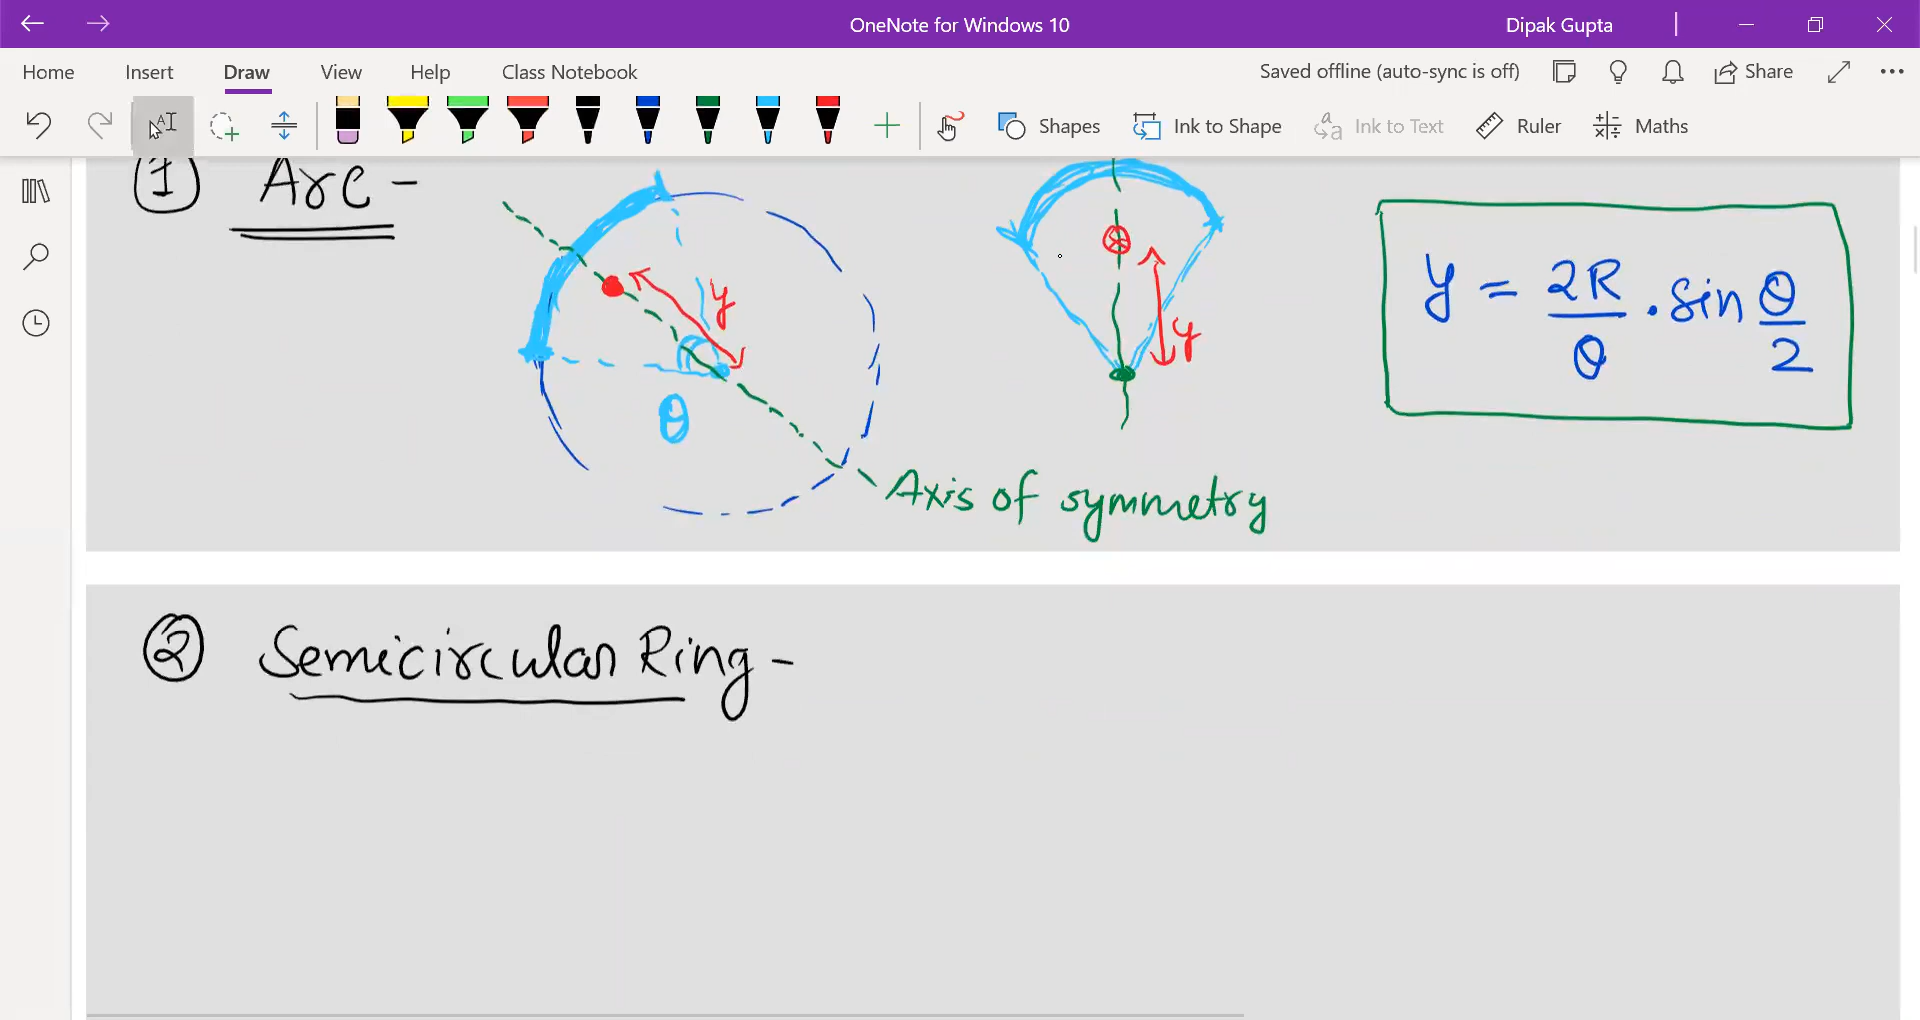 OneNote for Windows 10
Dipak Gupta
Home Insert Draw View Help Class Notebook
Saved offline (auto-sync is off) Share
Shapes Ink to Shape Ink to Text Ruler Maths
① Arc -
y
θ
y
y = 2R/θ . sin θ/2
Axis of symmetry
② Semicircular Ring -